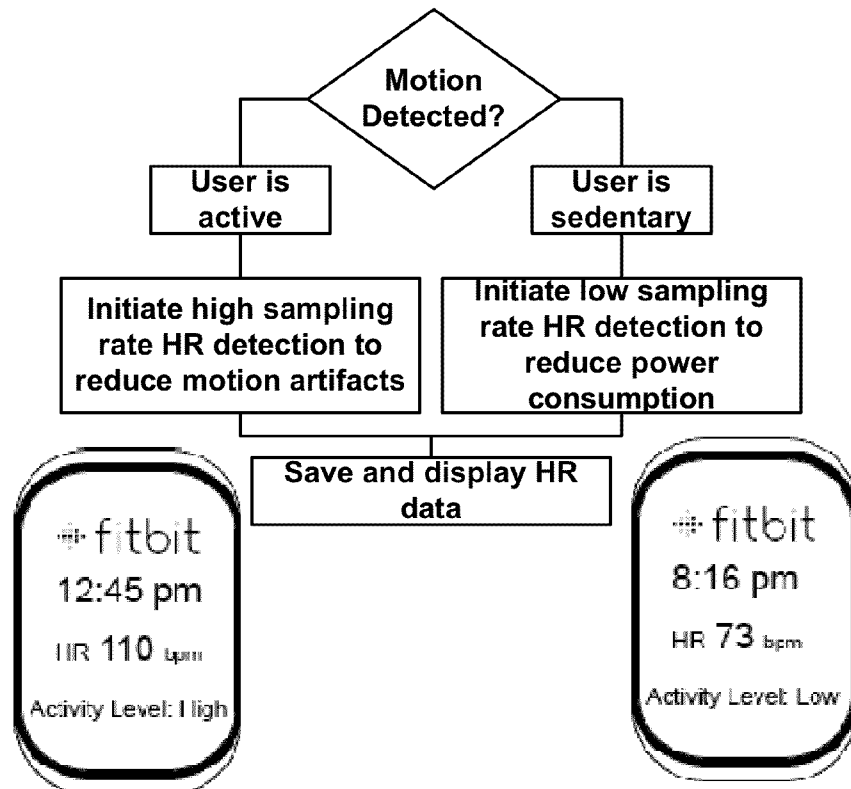 Motion
Detected?
User is
active
User is
sedentary
Initiate high sampling
rate HR detection to
reduce motion artifacts
Initiate low sampling
rate HR detection to
reduce power
consumption
Save and display HR
data
fitbit
12:45 pm
HR 110 bpm
Activity Level: High
fitbit
8:16 pm
HR 73 bpm
Activity Level: Low